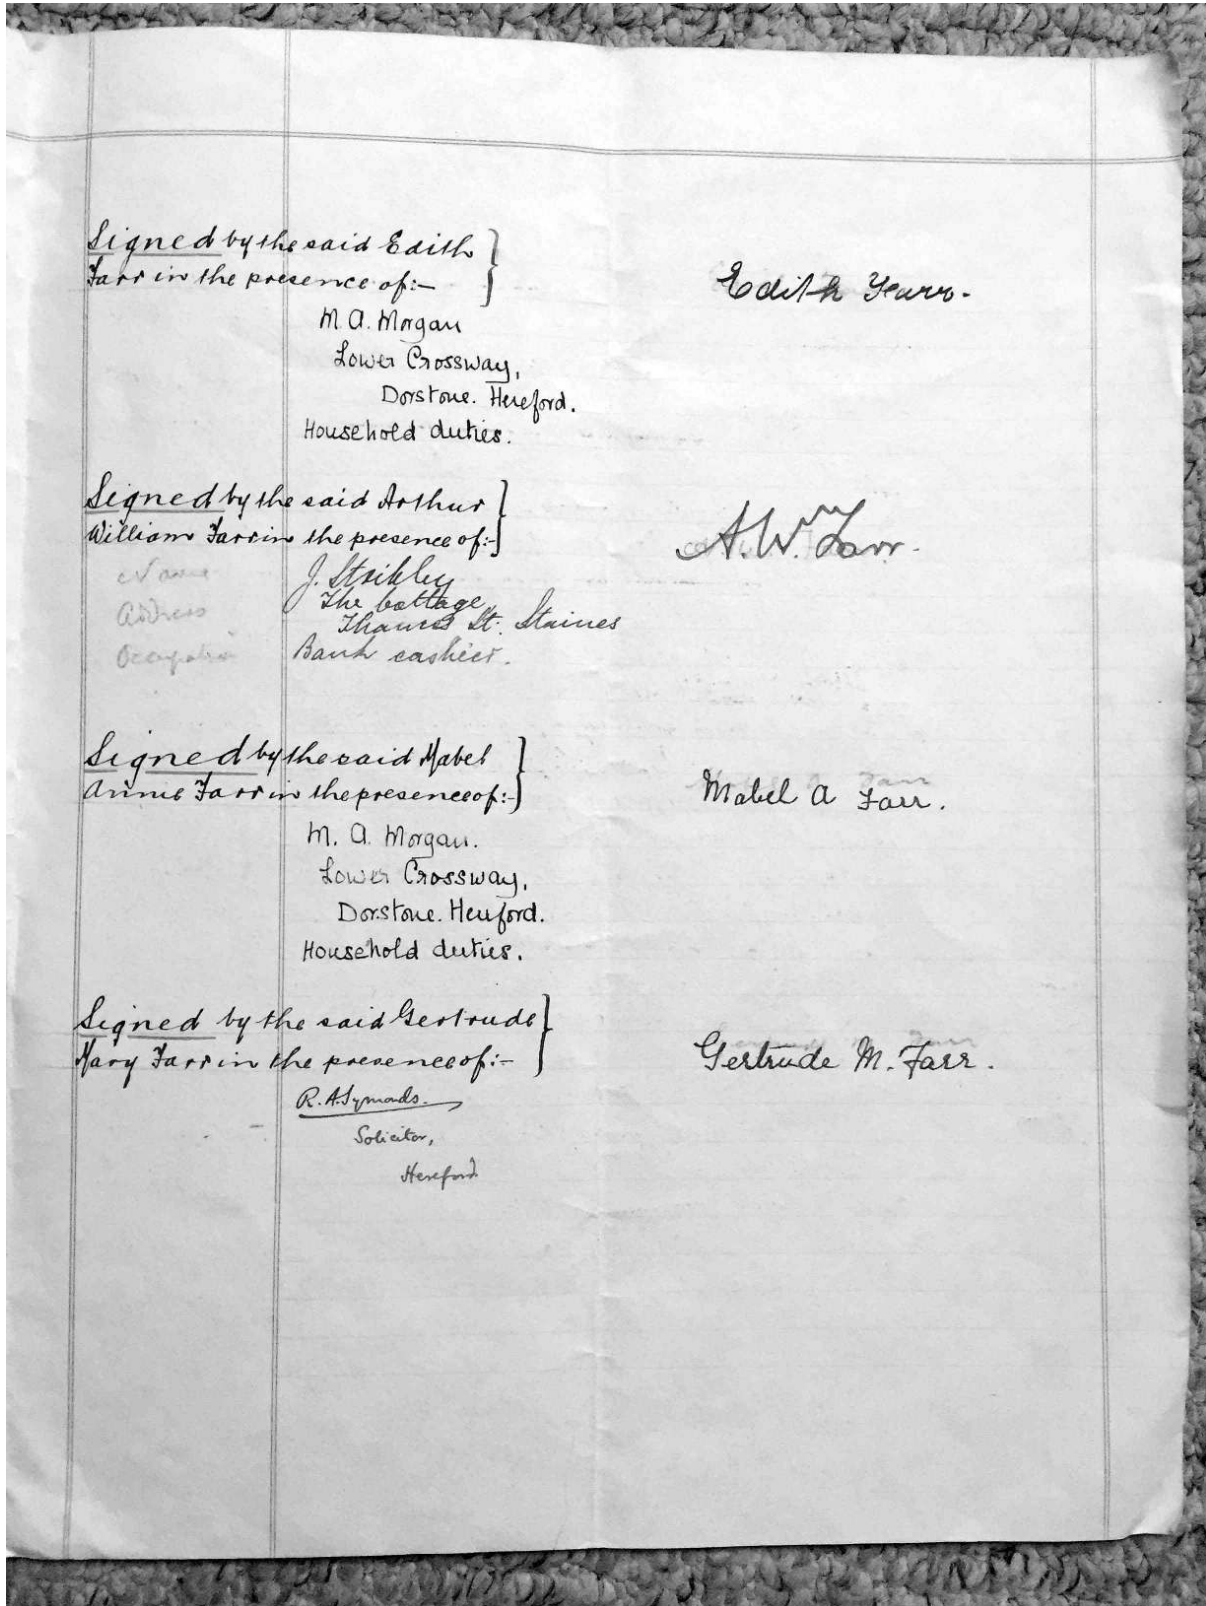 Signed by the said Edith
Farr in the presence of:-
Edith Farr.
M. A. Morgan
Lower Crossway,
Dorstone. Hereford.
Household duties.
Signed by the said Arthur
William Farr in the presence of:-
A. W. Farr.
Name
J. Strikley
The Cottage
Address
Thames St. Staines
Occupation
Bank cashier.
Signed by the said Mabel
Annie Farr in the presence of:-
Mabel A Farr.
M. A. Morgan.
Lower Crossway,
Dorstone. Hereford.
Household duties.
Signed by the said Gertrude
Mary Farr in the presence of:-
Gertrude M. Farr.
R. A. Symonds.
Solicitor,
Hereford